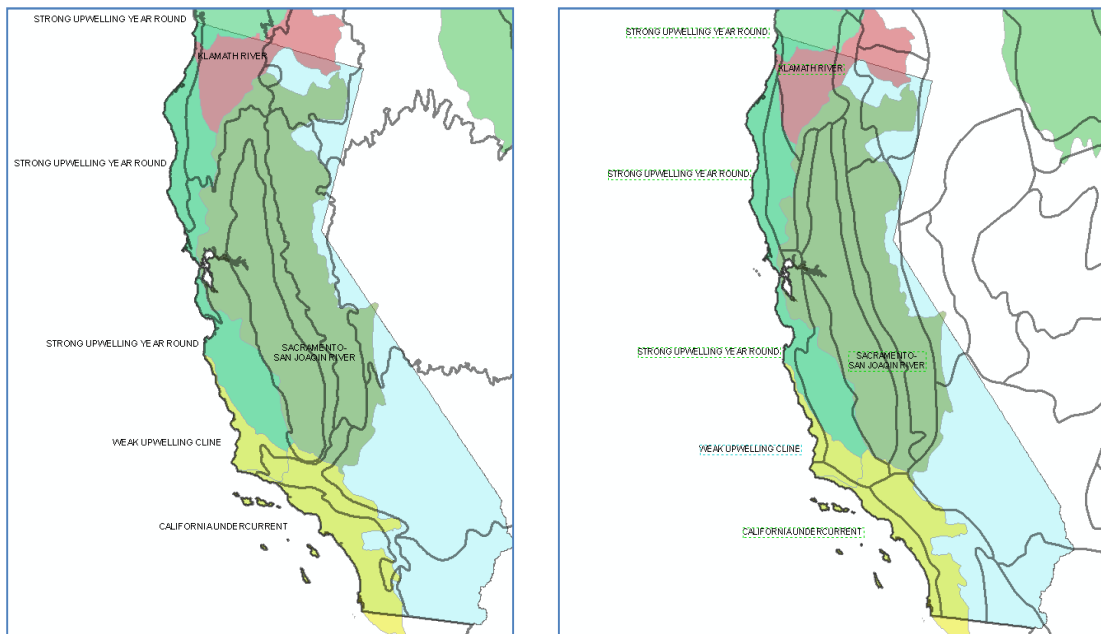 STRONG UPWELLING YEAR ROUND
KLAMATH RIVER
STRONG UPWELLING YEAR ROUND
STRONG UPWELLING YEAR ROUND
SACRAMENTO-
SAN JOAQIN RIVER
WEAK UPWELLING CLINE
CALIFORNIA UNDERCURRENT
STRONG UPWELLING YEAR ROUND
KLAMATH RIVER
STRONG UPWELLING YEAR ROUND
STRONG UPWELLING YEAR ROUND
SACRAMENTO-
SAN JOAQIN RIVER
WEAK UPWELLING CLINE
CALIFORNIA UNDERCURRENT